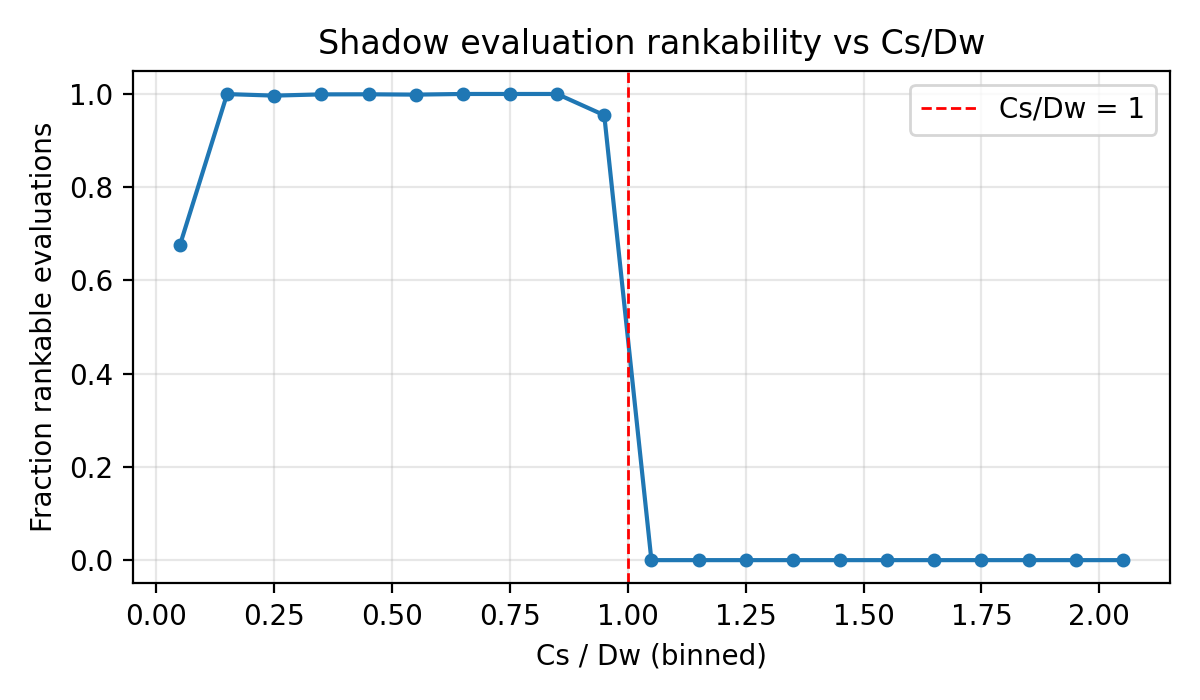 Shadow evaluation rankability vs Cs/Dw
Fraction rankable evaluations
1.0
0.8
0.6
0.4
0.2
0.0
Cs/Dw = 1
0.00 0.25 0.50 0.75 1.00 1.25 1.50 1.75 2.00
Cs / Dw (binned)